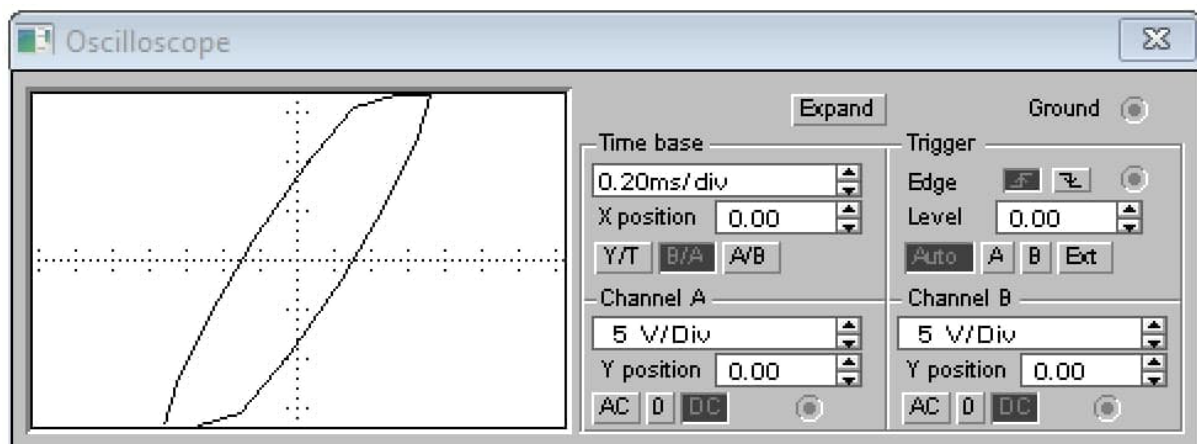 Oscilloscope
Expand
Ground
Time base
0.20ms/div
X position 0.00
Y/T B/A A/B
Trigger
Edge
Level 0.00
Auto A B Ext
Channel A
5 V/Div
Y position 0.00
AC 0 DC
Channel B
5 V/Div
Y position 0.00
AC 0 DC